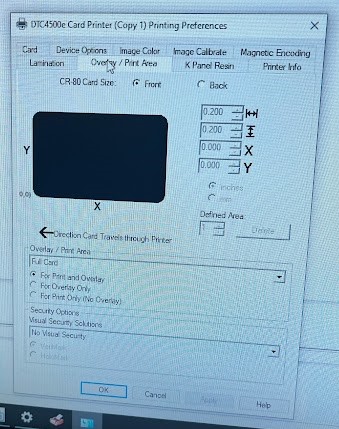 DTC4500e Card Printer (Copy 1) Printing Preferences
Card Device Options Image Color Image Calibrate Magnetic Encoding
Lamination Overlay / Print Area K Panel Resin Printer Info
CR-80 Card Size: Front Back
0.200
0.200
Y 0.000 X
0.000 Y
inches
mm
0,0)
X
Defined Area:
1 Delete
Direction Card Travels through Printer
Overlay / Print Area
Full Card
For Print and Overlay
For Overlay Only
For Print Only (No Overlay)
Security Options
Visual Security Solutions
No Visual Security
OK Cancel Apply Help